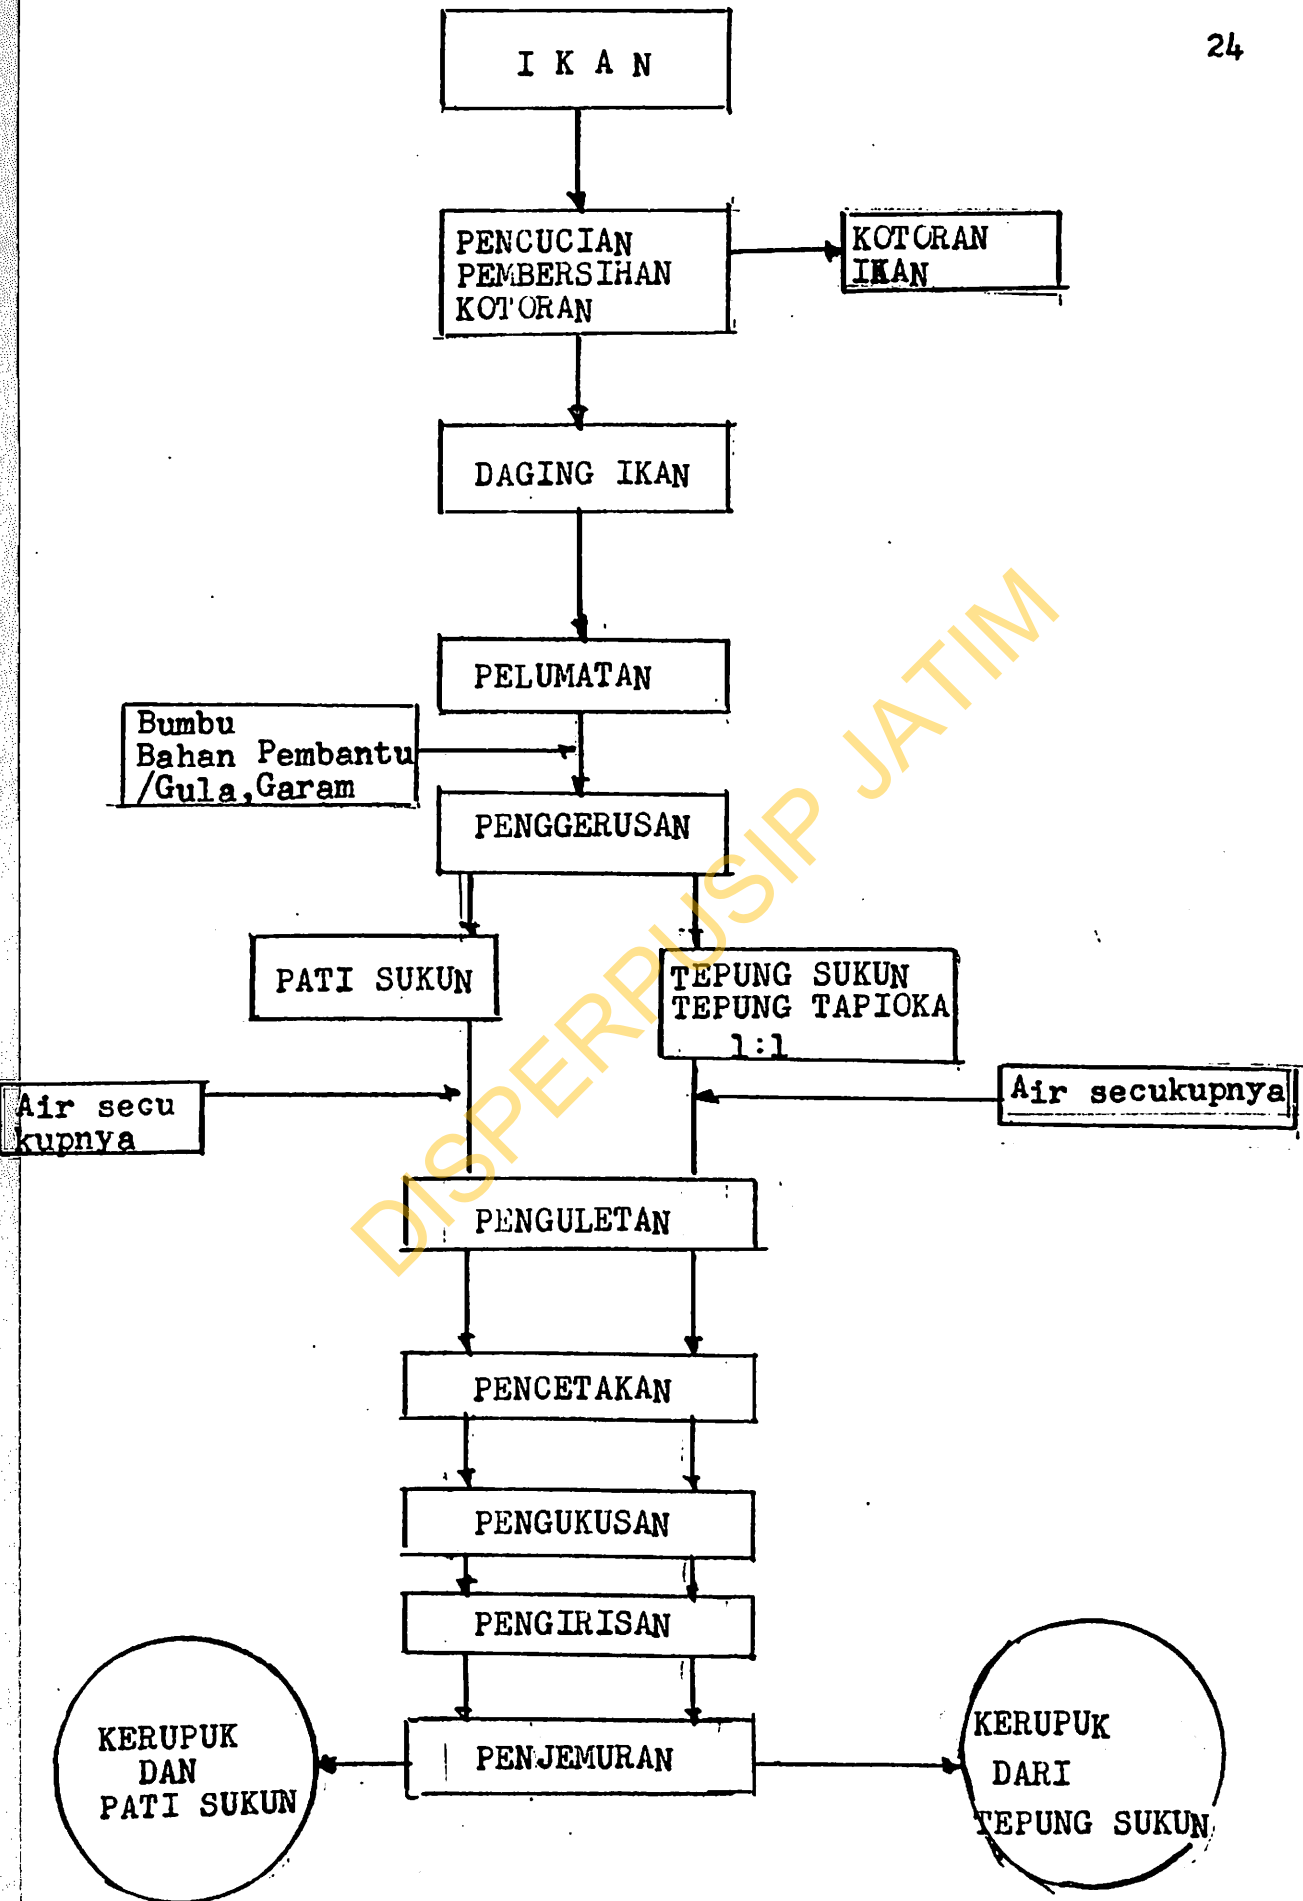 24
I K A N
PENCUCIAN
PEMBERSIHAN
KOTORAN
KOTORAN
IKAN
DAGING IKAN
PELUMATAN
Bumbu
Bahan Pembantu
/Gula,Garam
PENGGERUSAN
PATI SUKUN
TEPUNG SUKUN
TEPUNG TAPIOKA
1:1
Air secu
kupnya
Air secukupnya
PENGULETAN
PENCETAKAN
PENGUKUSAN
PENGIRISAN
PENJEMURAN
KERUPUK
DAN
PATI SUKUN
KERUPUK
DARI
TEPUNG SUKUN
DISPERPUSIP JATIM